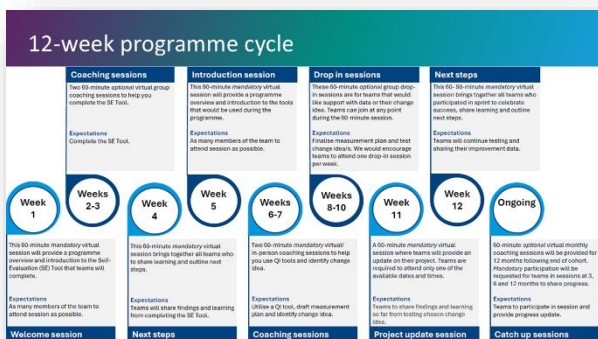 12-week programme cycle
Coaching sessions
Two 60-minute optional virtual group
coaching sessions to help you
complete the SE Tool.
Expectations
Complete the SE Tool.
Introduction session
This 90-minute mandatory virtual
session will provide a programme
overview and introduction to the tools
that would be used during the
programme.
Expectations
As many members of the team to
attend session as possible.
Drop in sessions
These 60-minute optional group drop-
in sessions are for teams that would
like support with data or their change
idea. Teams can join at any point
during the 60-minute session.
Expectations
Finalise measurement plan and test
change idea/s. We would encourage
teams to attend one drop-in session
per week.
Next steps
This 60- 90-minute mandatory virtual
session brings together all teams who
participated in sprint to celebrate
success, share learning and outline
next steps.
Expectations
Teams will continue testing and
sharing their improvement data.
Week
1
Weeks
2-3
Week
4
Week
5
Weeks
6-7
Weeks
8-10
Week
11
Week
12
Ongoing
This 60-minute mandatory virtual
session will provide a programme
overview and introduction to the Self-
Evaluation (SE) Tool that teams will
complete.
Expectations
As many members of the team to
attend session as possible.
Welcome session
This 60-minute mandatory virtual
session brings together all teams who
to share learning and outline next
steps.
Expectations
Teams will share findings and learning
from completing the SE Tool.
Next steps
Two 60-minute mandatory virtual/
in-person coaching sessions to help
you use QI tools and identify change
idea.
Expectations
Utilise a QI tool, draft measurement
plan and identify change idea.
Coaching sessions
A 60-minute mandatory virtual
session where teams will provide an
update on their project. Teams are
required to attend only one of the
available dates and times.
Expectations
Teams to share findings and learning
so far from testing chosen change
idea.
Project update session
60-minute optional virtual monthly
coaching sessions will be provided for
12 months following end of cohort.
Mandatory participation will be
requested for teams in sessions at 3,
6 and 12 months to share progress.
Expectations
Teams to participate in session and
provide progress update.
Catch up sessions